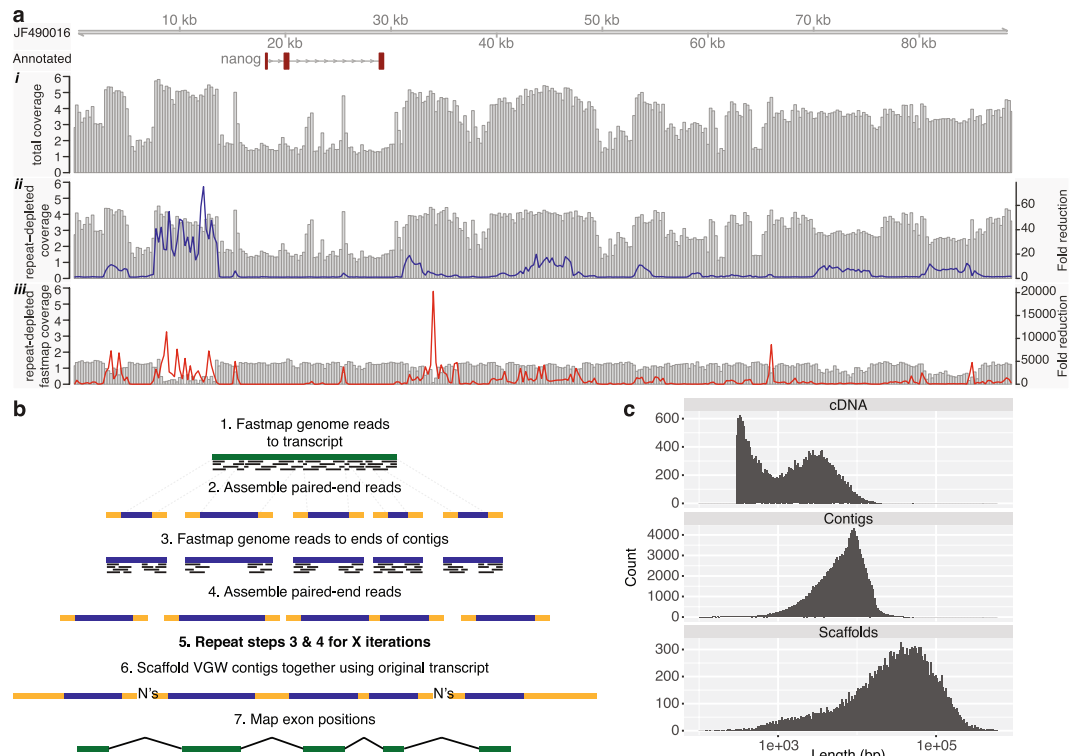 a
10 kb 30 kb 50 kb 70 kb
JF490016
20 kb 40 kb 60 kb 80 kb
Annotated
nanog
i
total coverage
6
5
4
3
2
1
0
ii
repeat–depleted
coverage
6
5
4
3
2
1
0
60
40
20
0
Fold reduction
iii
repeat-depleted
fastmap coverage
6
5
4
3
2
1
0
20000
15000
10000
5000
0
Fold reduction
b
1. Fastmap genome reads
to transcript
2. Assemble paired-end reads
3. Fastmap genome reads to ends of contigs
4. Assemble paired-end reads
5. Repeat steps 3 & 4 for X iterations
6. Scaffold VGW contigs together using original transcript
N's N's
7. Map exon positions
c
cDNA
600
400
200
0
Contigs
4000
3000
2000
1000
0
Count
Scaffolds
300
200
100
0
1e+03 1e+05
Length (bp)